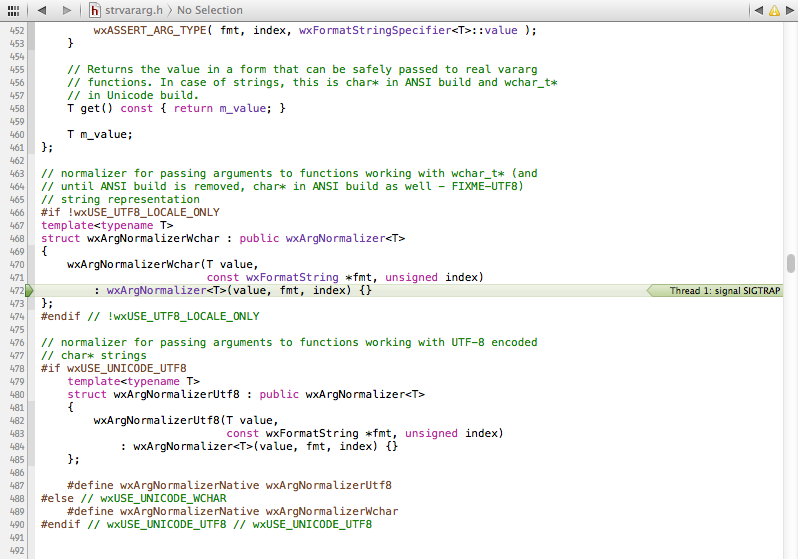 h strvararg.h 〉 No Selection
452         wxASSERT_ARG_TYPE( fmt, index, wxFormatStringSpecifier<T>::value );
453     }
454
455     // Returns the value in a form that can be safely passed to real vararg
456     // functions. In case of strings, this is char* in ANSI build and wchar_t*
457     // in Unicode build.
458     T get() const { return m_value; }
459
460     T m_value;
461 };
462
463 // normalizer for passing arguments to functions working with wchar_t* (and
464 // until ANSI build is removed, char* in ANSI build as well - FIXME-UTF8)
465 // string representation
466 #if !wxUSE_UTF8_LOCALE_ONLY
467 template<typename T>
468 struct wxArgNormalizerWchar : public wxArgNormalizer<T>
469 {
470     wxArgNormalizerWchar(T value,
471                          const wxFormatString *fmt, unsigned index)
472         : wxArgNormalizer<T>(value, fmt, index) {} Thread 1: signal SIGTRAP
473 };
474 #endif // !wxUSE_UTF8_LOCALE_ONLY
475
476 // normalizer for passing arguments to functions working with UTF-8 encoded
477 // char* strings
478 #if wxUSE_UNICODE_UTF8
479     template<typename T>
480     struct wxArgNormalizerUtf8 : public wxArgNormalizer<T>
481     {
482         wxArgNormalizerUtf8(T value,
483                             const wxFormatString *fmt, unsigned index)
484             : wxArgNormalizer<T>(value, fmt, index) {}
485     };
486
487     #define wxArgNormalizerNative wxArgNormalizerUtf8
488 #else // wxUSE_UNICODE_WCHAR
489     #define wxArgNormalizerNative wxArgNormalizerWchar
490 #endif // wxUSE_UNICODE_UTF8 // wxUSE_UNICODE_UTF8
491
492